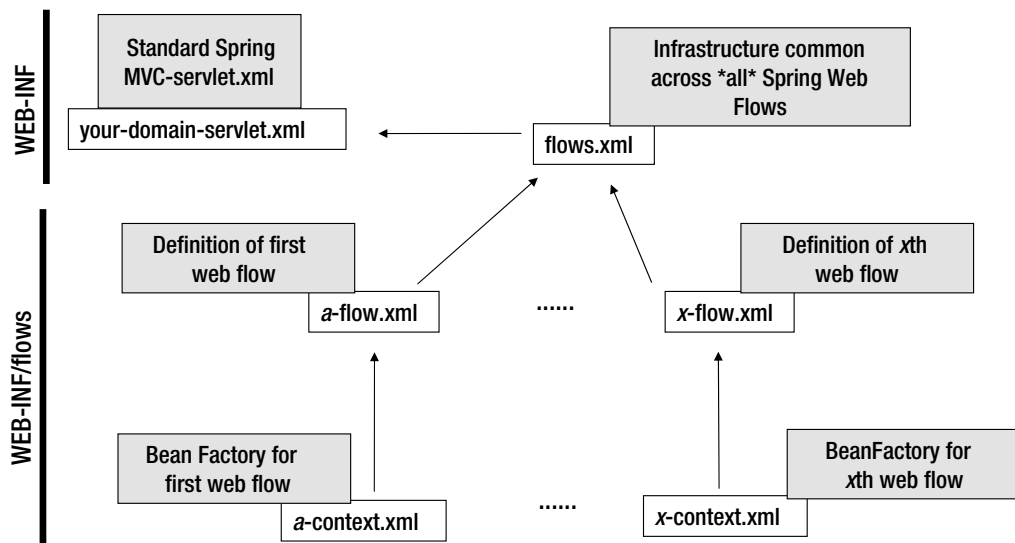 WEB-INF
Standard Spring
MVC-servlet.xml
your-domain-servlet.xml
Infrastructure common
across *all* Spring Web
Flows
flows.xml
WEB-INF/flows
Definition of first
web flow
a-flow.xml
......
Definition of xth
web flow
x-flow.xml
Bean Factory for
first web flow
a-context.xml
......
BeanFactory for
xth web flow
x-context.xml